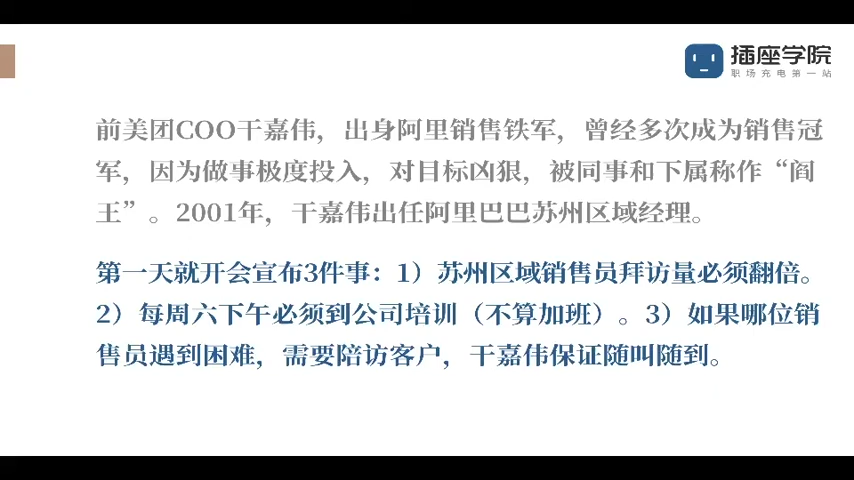 插座学院
职场充电第一站
前美团COO干嘉伟，出身阿里销售铁军，曾经多次成为销售冠
军，因为做事极度投入，对目标凶狠，被同事和下属称作“阎
王”。2001年，干嘉伟出任阿里巴巴苏州区域经理。
第一天就开会宣布3件事：1）苏州区域销售员拜访量必须翻倍。
2）每周六下午必须到公司培训（不算加班）。3）如果哪位销
售员遇到困难，需要陪访客户，干嘉伟保证随叫随到。